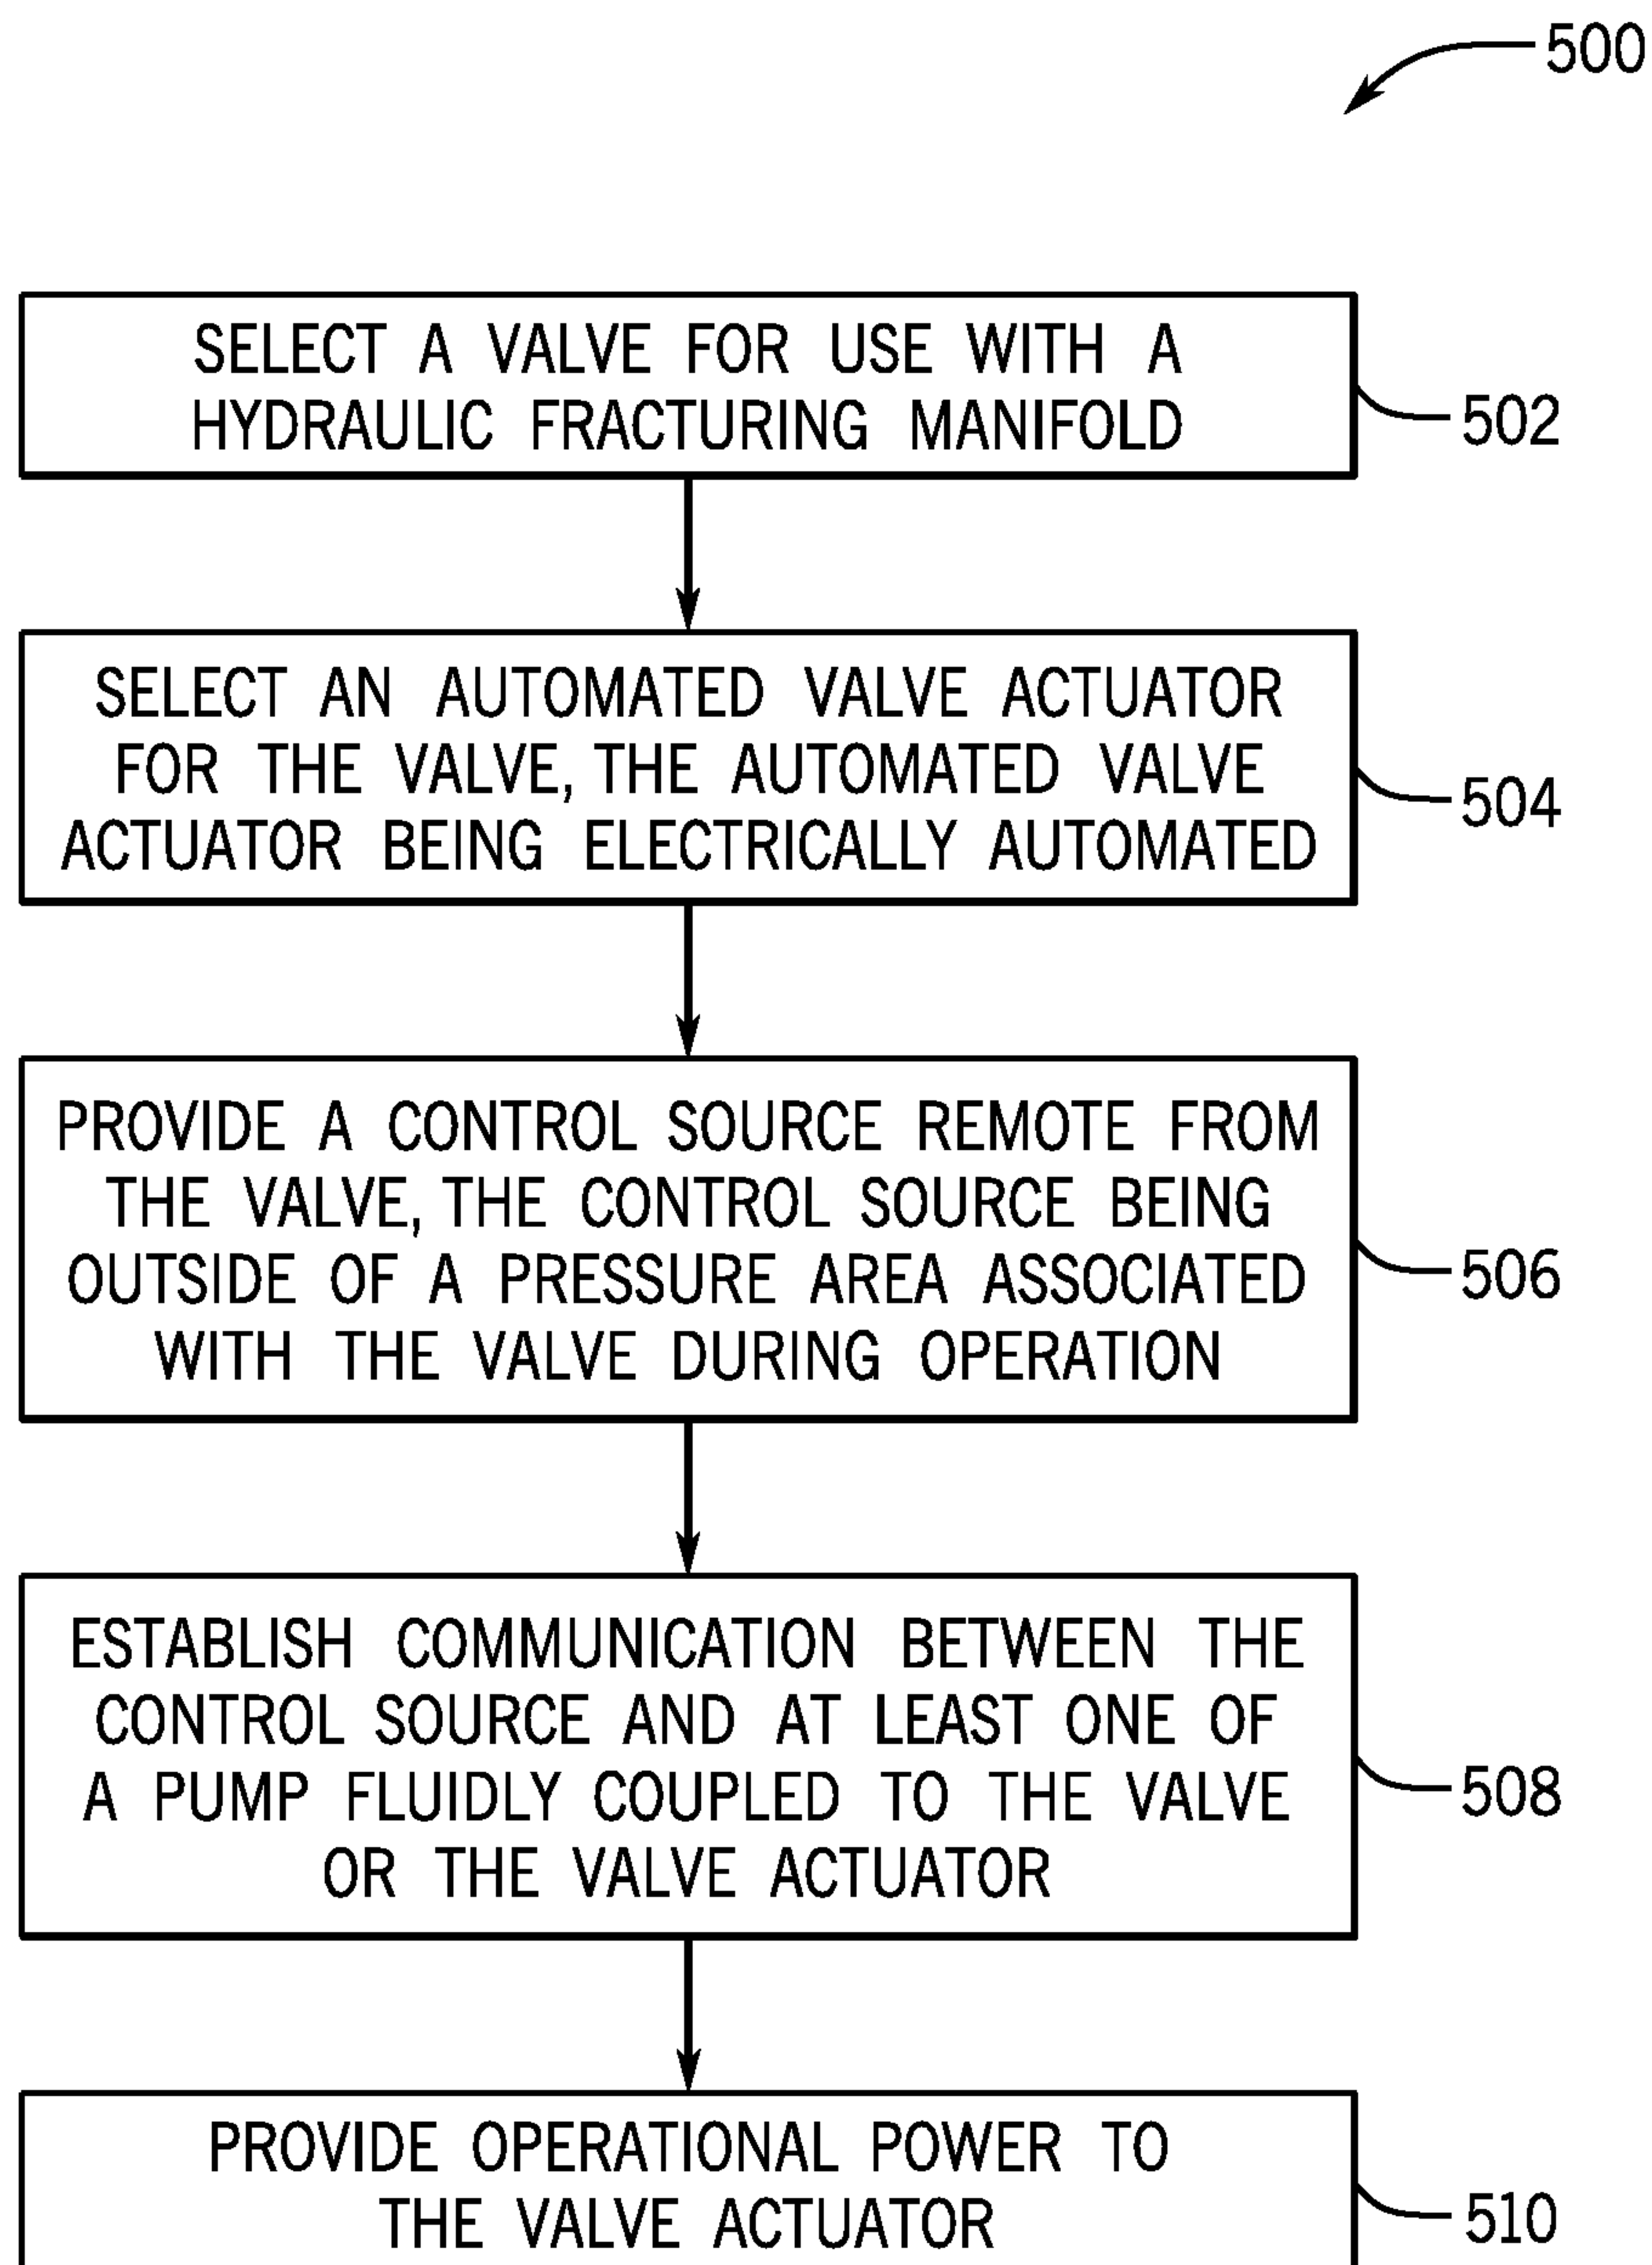 500
SELECT A VALVE FOR USE WITH A
HYDRAULIC FRACTURING MANIFOLD
502
SELECT AN AUTOMATED VALVE ACTUATOR
FOR THE VALVE, THE AUTOMATED VALVE
ACTUATOR BEING ELECTRICALLY AUTOMATED
504
PROVIDE A CONTROL SOURCE REMOTE FROM
THE VALVE, THE CONTROL SOURCE BEING
OUTSIDE OF A PRESSURE AREA ASSOCIATED
WITH THE VALVE DURING OPERATION
506
ESTABLISH COMMUNICATION BETWEEN THE
CONTROL SOURCE AND AT LEAST ONE OF
A PUMP FLUIDLY COUPLED TO THE VALVE
OR THE VALVE ACTUATOR
508
PROVIDE OPERATIONAL POWER TO
THE VALVE ACTUATOR
510